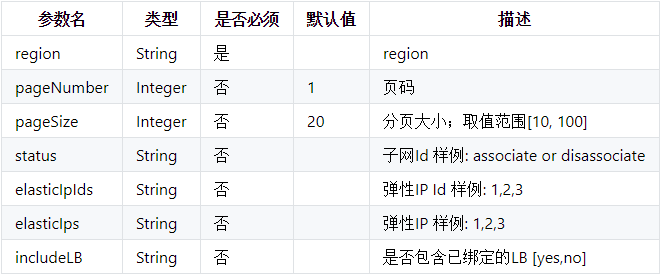 参数名 类型 是否必须 默认值 描述
region String 是 region
pageNumber Integer 否 1 页码
pageSize Integer 否 20 分页大小；取值范围[10, 100]
status String 否 子网Id 样例: associate or disassociate
elasticIpIds String 否 弹性IP Id 样例: 1,2,3
elasticIps String 否 弹性IP 样例: 1,2,3
includeLB String 否 是否包含已绑定的LB [yes,no]